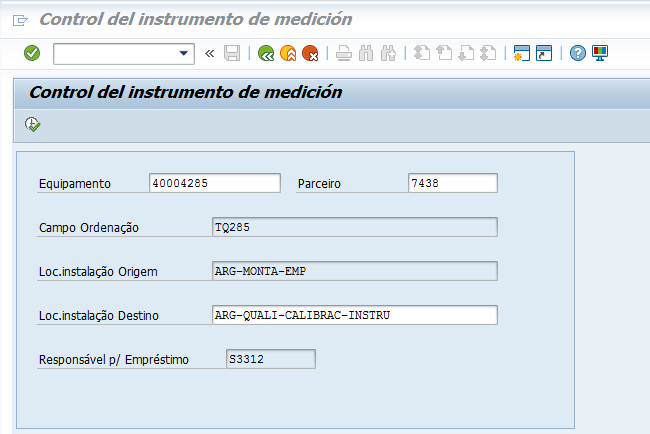 Control del instrumento de medición
Control del instrumento de medición
Equipamento 40004285 Parceiro 7438
Campo Ordenação TQ285
Loc.instalação Origem ARG-MONTA-EMP
Loc.instalação Destino ARG-QUALI-CALIBRAC-INSTRU
Responsável p/ Empréstimo S3312